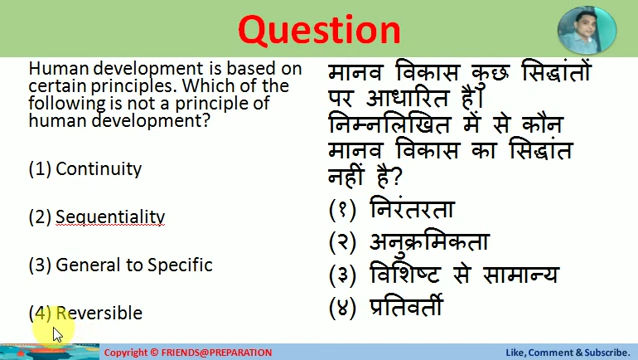 Question
Human development is based on
certain principles. Which of the
following is not a principle of
human development?
(1) Continuity
(2) Sequentiality
(3) General to Specific
(4) Reversible
मानव विकास कुछ सिद्धांतों
पर आधारित है|
निम्नलिखित में से कौन
मानव विकास का सिद्धांत
नहीं है?
(१) निरंतरता
(२) अनुक्रमिकता
(३) विशिष्ट से सामान्य
(४) प्रतिवर्ती
Copyright © FRIENDS@PREPARATION
Like, Comment & Subscribe.